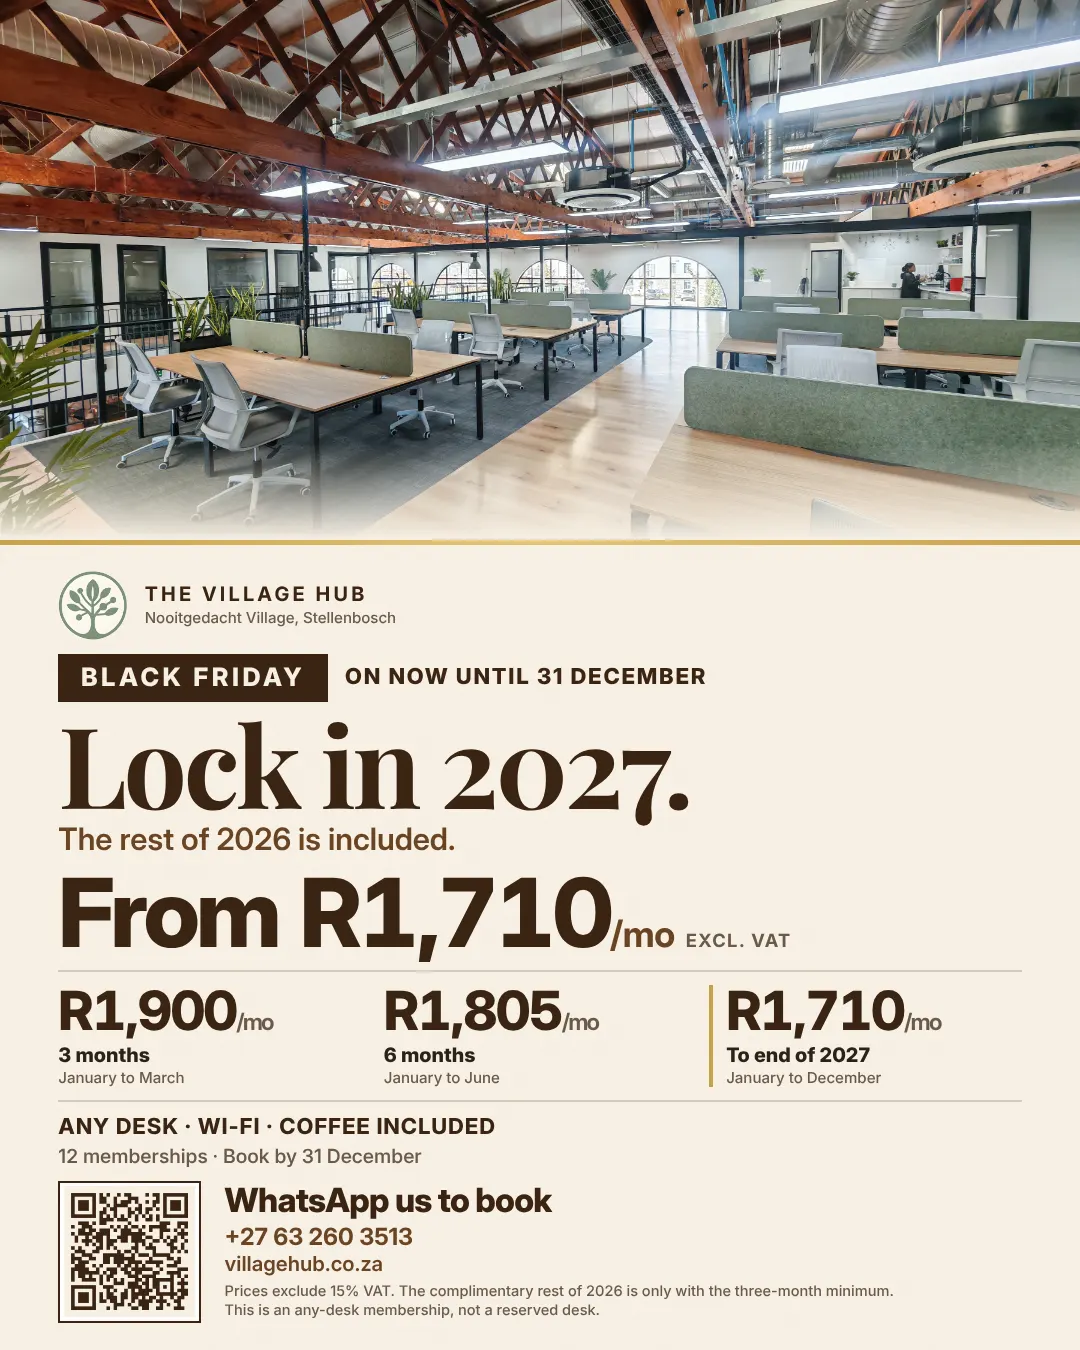 THE VILLAGE HUB
Nooitgedacht Village, Stellenbosch
BLACK FRIDAY ON NOW UNTIL 31 DECEMBER
Lock in 2027.
The rest of 2026 is included.
From R1,710/mo EXCL. VAT
R1,900/mo R1,805/mo R1,710/mo
3 months 6 months To end of 2027
January to March January to June January to December
ANY DESK · WI-FI · COFFEE INCLUDED
12 memberships · Book by 31 December
WhatsApp us to book
+27 63 260 3513
villagehub.co.za
Prices exclude 15% VAT. The complimentary rest of 2026 is only with the three-month minimum.
This is an any-desk membership, not a reserved desk.